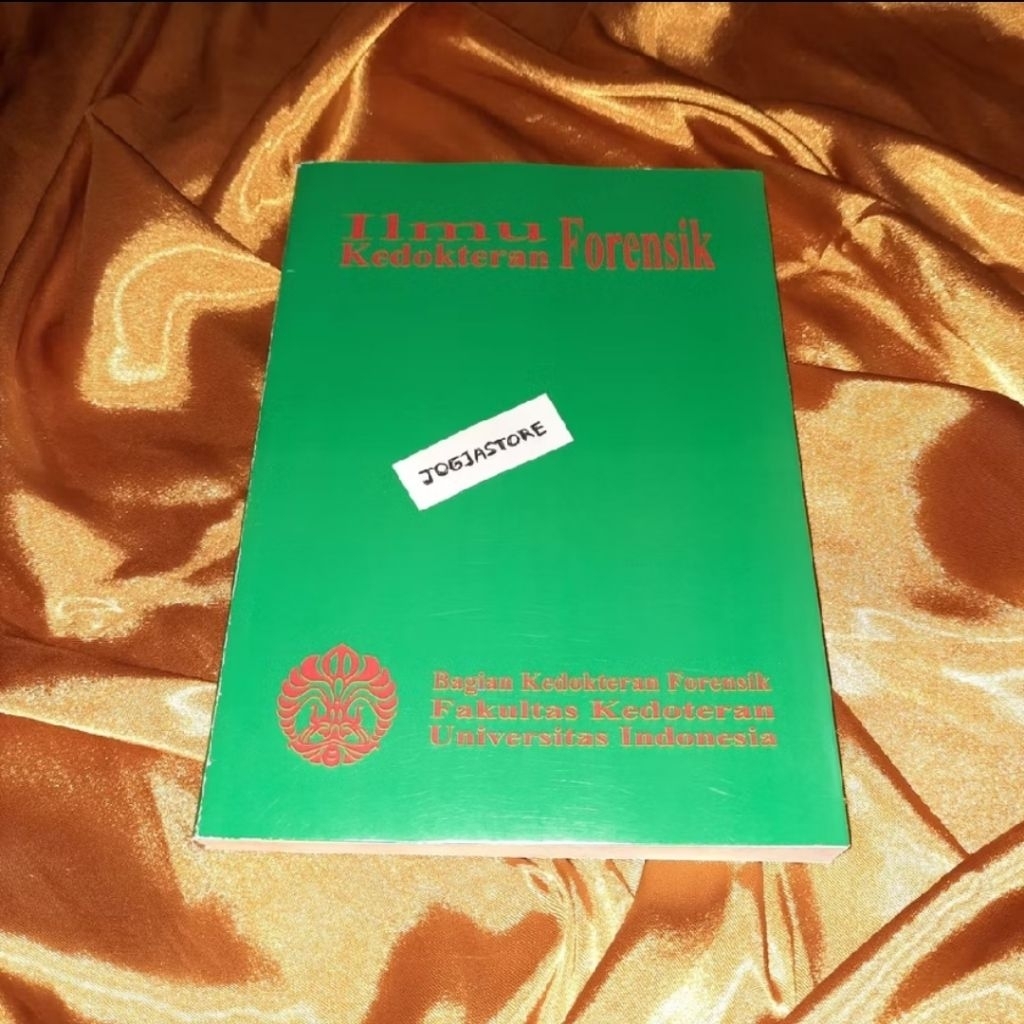 Ilmu
Kedokteran Forensik
JOGJASTORE
Bagian Kedokteran Forensik
Fakultas Kedoteran
Universitas Indonesia